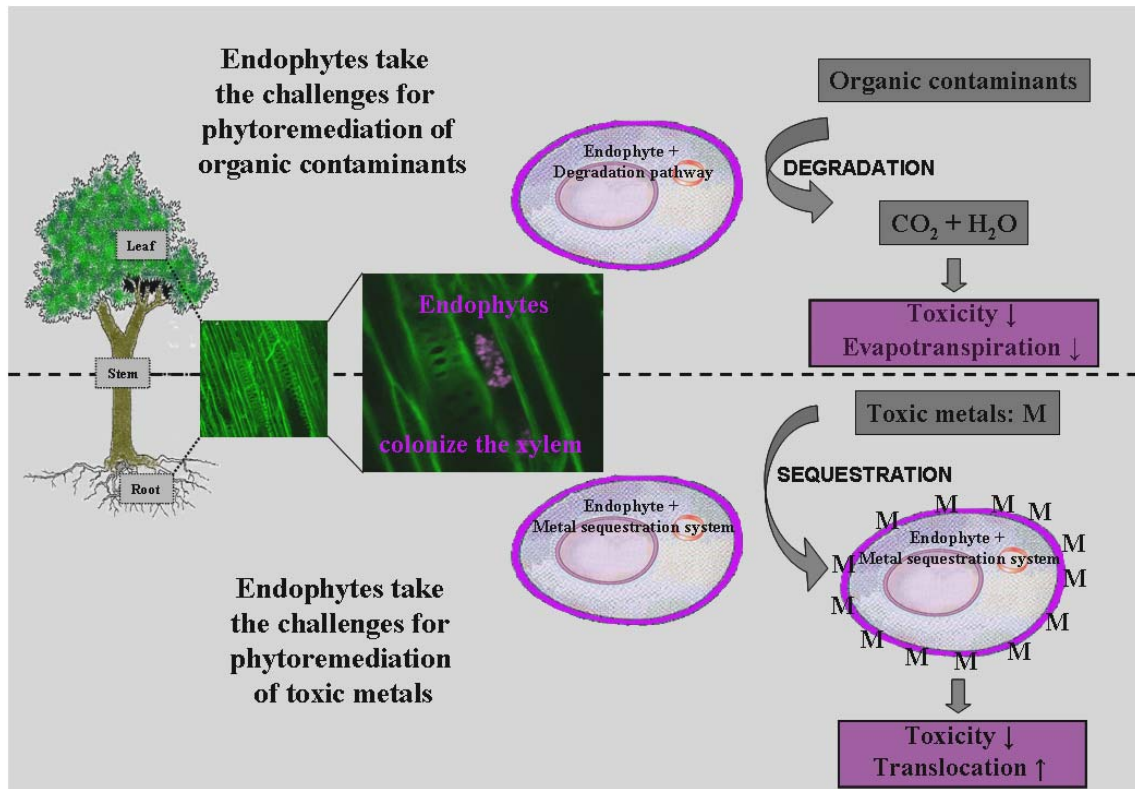 Endophytes take
the challenges for
phytoremediation of
organic contaminants
Organic contaminants
Endophyte +
Degradation pathway
DEGRADATION
CO₂ + H₂O
Toxicity ↓
Evapotranspiration ↓
Leaf
Stem
Root
Endophytes
colonize the xylem
Toxic metals: M
SEQUESTRATION
Endophyte +
Metal sequestration system
Endophytes take
the challenges for
phytoremediation
of toxic metals
M
M
M
M
M
M
M
M
M
M
M
M
M
M
Endophyte +
Metal sequestration system
Toxicity ↓
Translocation ↑